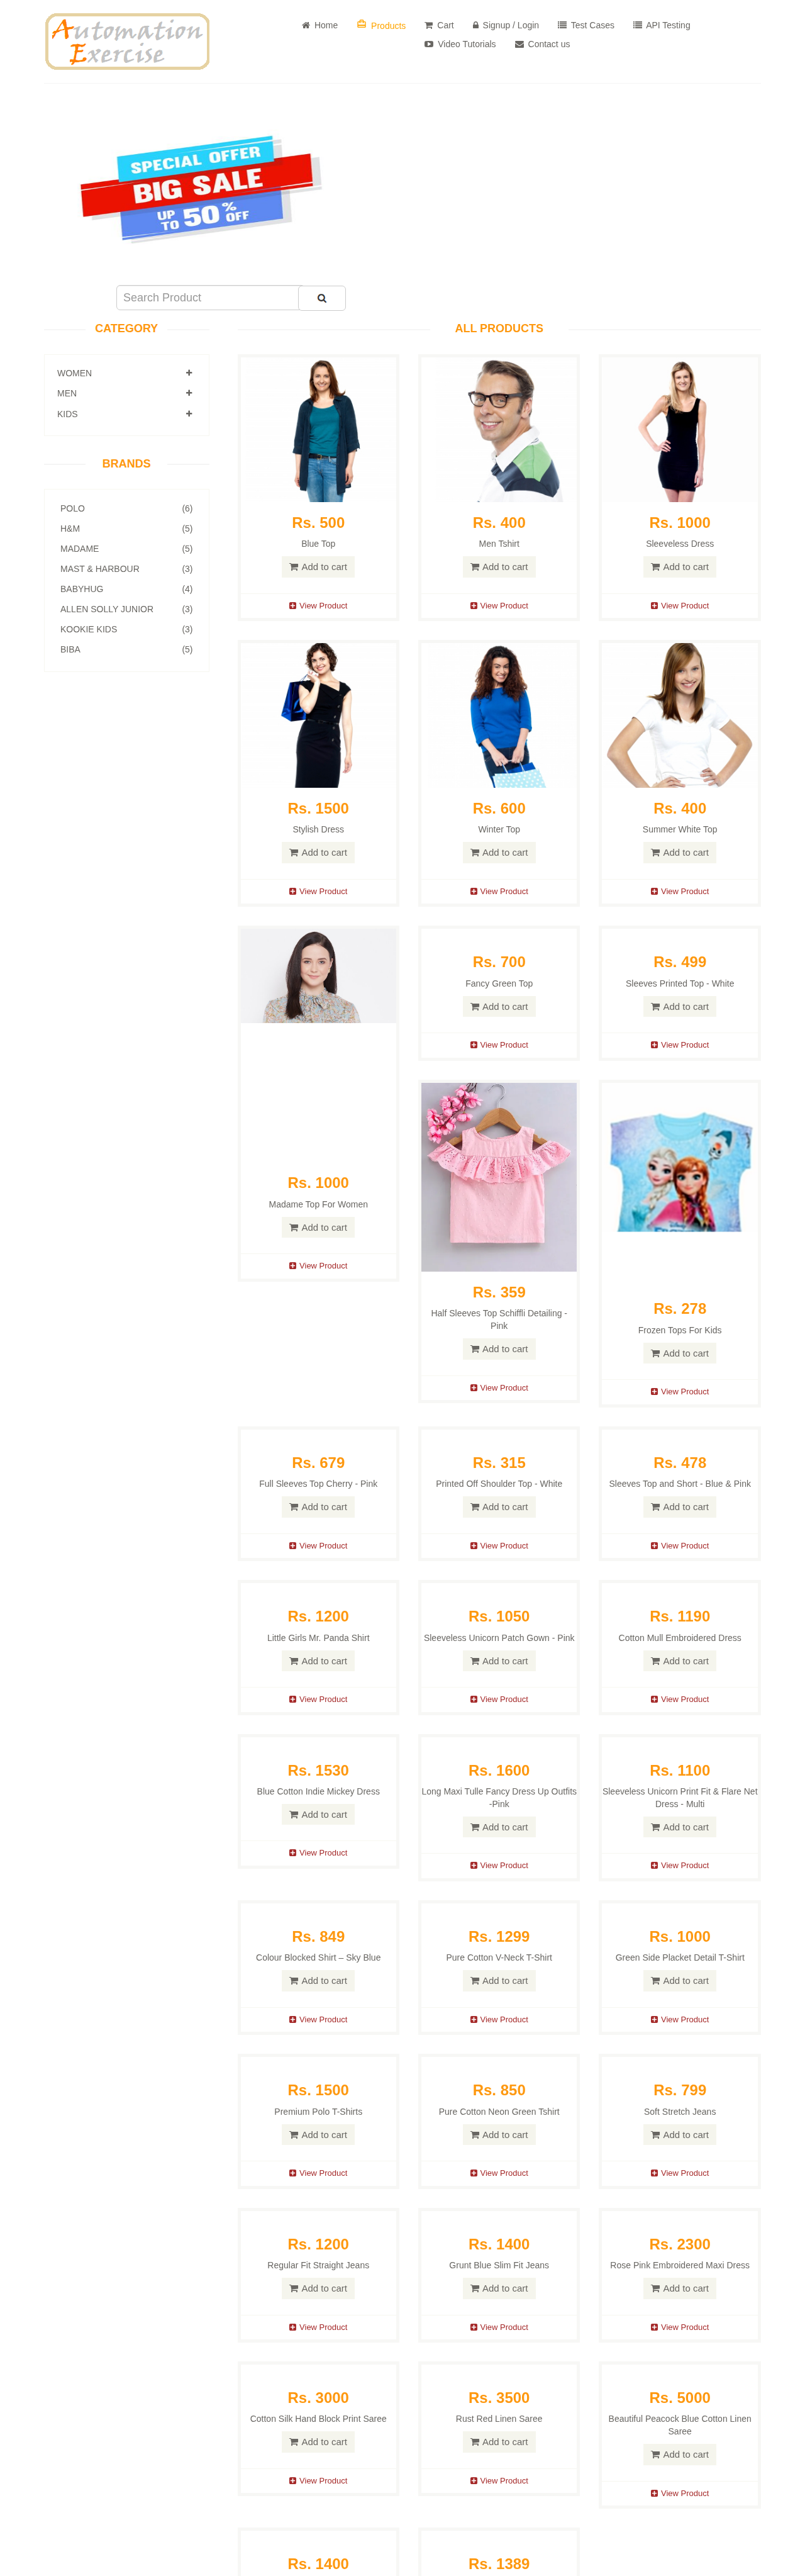 Automation
Exercise
Home
Products
Cart
Signup / Login
Test Cases
API Testing
Video Tutorials
Contact us
SPECIAL OFFER
BIG SALE
UP TO 50% OFF
Search Product
CATEGORY
WOMEN
MEN
KIDS
BRANDS
POLO (6)
H&M (5)
MADAME (5)
MAST & HARBOUR (3)
BABYHUG (4)
ALLEN SOLLY JUNIOR (3)
KOOKIE KIDS (3)
BIBA (5)
ALL PRODUCTS
Rs. 500
Blue Top
Add to cart
View Product
Rs. 400
Men Tshirt
Add to cart
View Product
Rs. 1000
Sleeveless Dress
Add to cart
View Product
Rs. 1500
Stylish Dress
Add to cart
View Product
Rs. 600
Winter Top
Add to cart
View Product
Rs. 400
Summer White Top
Add to cart
View Product
Rs. 1000
Madame Top For Women
Add to cart
View Product
Rs. 700
Fancy Green Top
Add to cart
View Product
Rs. 499
Sleeves Printed Top - White
Add to cart
View Product
Rs. 359
Half Sleeves Top Schiffli Detailing -
Pink
Add to cart
View Product
Rs. 278
Frozen Tops For Kids
Add to cart
View Product
Rs. 679
Full Sleeves Top Cherry - Pink
Add to cart
View Product
Rs. 315
Printed Off Shoulder Top - White
Add to cart
View Product
Rs. 478
Sleeves Top and Short - Blue & Pink
Add to cart
View Product
Rs. 1200
Little Girls Mr. Panda Shirt
Add to cart
View Product
Rs. 1050
Sleeveless Unicorn Patch Gown - Pink
Add to cart
View Product
Rs. 1190
Cotton Mull Embroidered Dress
Add to cart
View Product
Rs. 1530
Blue Cotton Indie Mickey Dress
Add to cart
View Product
Rs. 1600
Long Maxi Tulle Fancy Dress Up Outfits
-Pink
Add to cart
View Product
Rs. 1100
Sleeveless Unicorn Print Fit & Flare Net
Dress - Multi
Add to cart
View Product
Rs. 849
Colour Blocked Shirt – Sky Blue
Add to cart
View Product
Rs. 1299
Pure Cotton V-Neck T-Shirt
Add to cart
View Product
Rs. 1000
Green Side Placket Detail T-Shirt
Add to cart
View Product
Rs. 1500
Premium Polo T-Shirts
Add to cart
View Product
Rs. 850
Pure Cotton Neon Green Tshirt
Add to cart
View Product
Rs. 799
Soft Stretch Jeans
Add to cart
View Product
Rs. 1200
Regular Fit Straight Jeans
Add to cart
View Product
Rs. 1400
Grunt Blue Slim Fit Jeans
Add to cart
View Product
Rs. 2300
Rose Pink Embroidered Maxi Dress
Add to cart
View Product
Rs. 3000
Cotton Silk Hand Block Print Saree
Add to cart
View Product
Rs. 3500
Rust Red Linen Saree
Add to cart
View Product
Rs. 5000
Beautiful Peacock Blue Cotton Linen
Saree
Add to cart
View Product
Rs. 1400
Rs. 1389